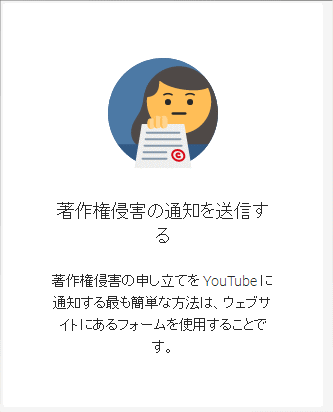 著作権侵害の通知を送信す
る
著作権侵害の申し立てを YouTube に
通知する最も簡単な方法は、ウェブサ
イトにあるフォームを使用することで
す。